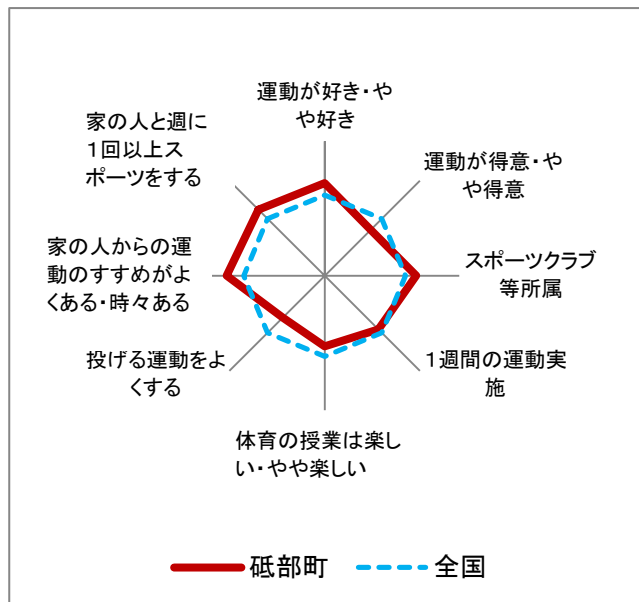 運動が好き・や
や好き
運動が得意・や
や得意
スポーツクラブ
等所属
1週間の運動実
施
体育の授業は楽し
い・やや楽しい
投げる運動をよ
くする
家の人からの運
動のすすめがよ
くある・時々ある
家の人と週に
1回以上ス
ポーツをする
砥部町
全国